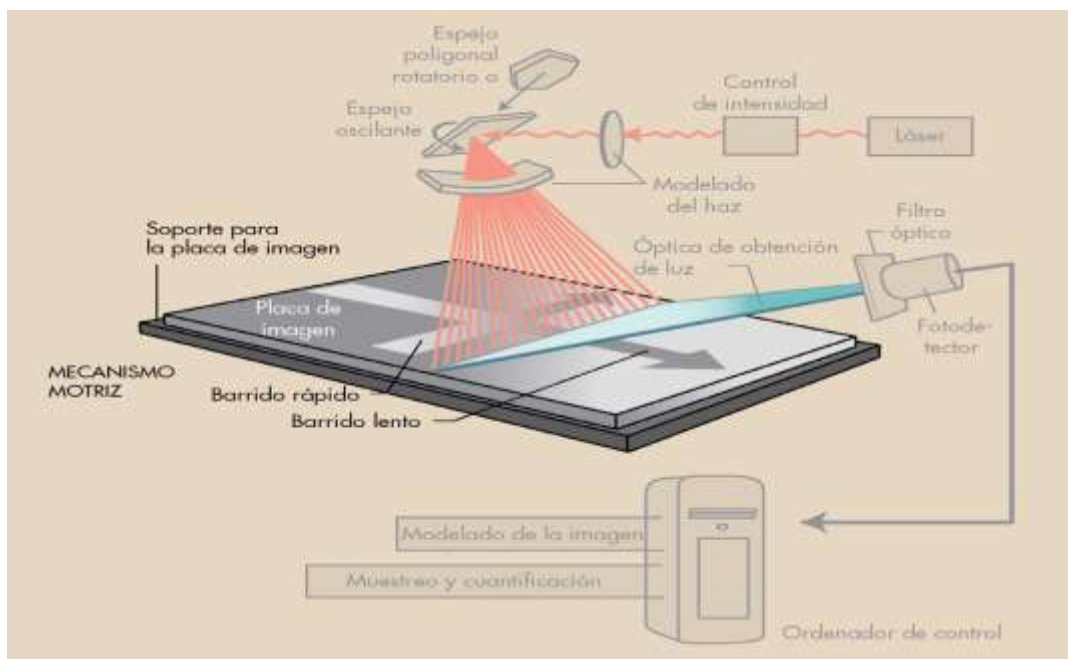 Espejo
poligonal
rotatorio o
Espejo
oscilante
Control
de intensidad
Láser
Modelado
del haz
Filtro
óptico
Soporte para
la placa de imagen
Óptica de obtención
de luz
Placa de
imagen
Fotode-
tector
MECANISMO
MOTRIZ
Barrido rápido
Barrido lento
Modelado de la imagen
Muestreo y cuantificación
Ordenador de control